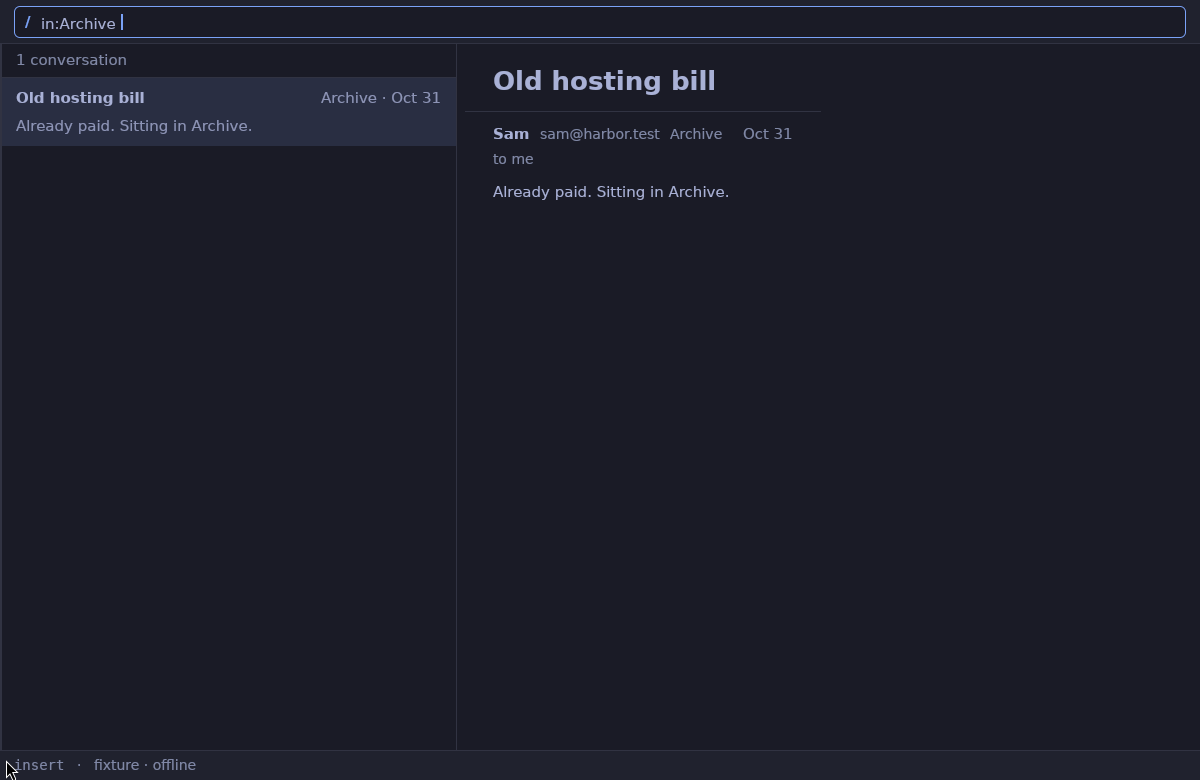 / in:Archive
1 conversation
Old hosting bill Archive · Oct 31
Already paid. Sitting in Archive.
Old hosting bill
Sam sam@harbor.test Archive Oct 31
to me
Already paid. Sitting in Archive.
insert · fixture · offline